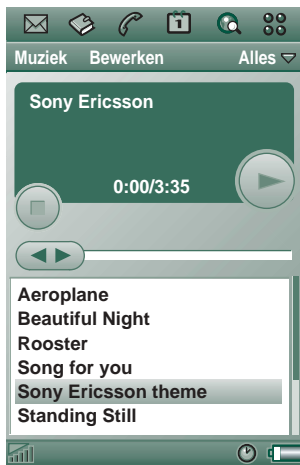 1
Muziek Bewerken Alles
Sony Ericsson
0:00/3:35
Aeroplane
Beautiful Night
Rooster
Song for you
Sony Ericsson theme
Standing Still